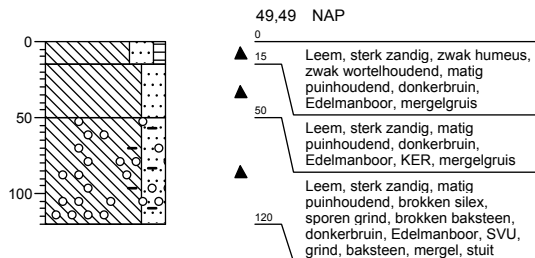 49,49 NAP
0
50
100
0
15
50
120
Leem, sterk zandig, zwak humeus,
zwak wortelhoudend, matig
puinhoudend, donkerbruin,
Edelmanboor, mergelgruis
Leem, sterk zandig, matig
puinhoudend, donkerbruin,
Edelmanboor, KER, mergelgruis
Leem, sterk zandig, matig
puinhoudend, brokken silex,
sporen grind, brokken baksteen,
donkerbruin, Edelmanboor, SVU,
grind, baksteen, mergel, stuit